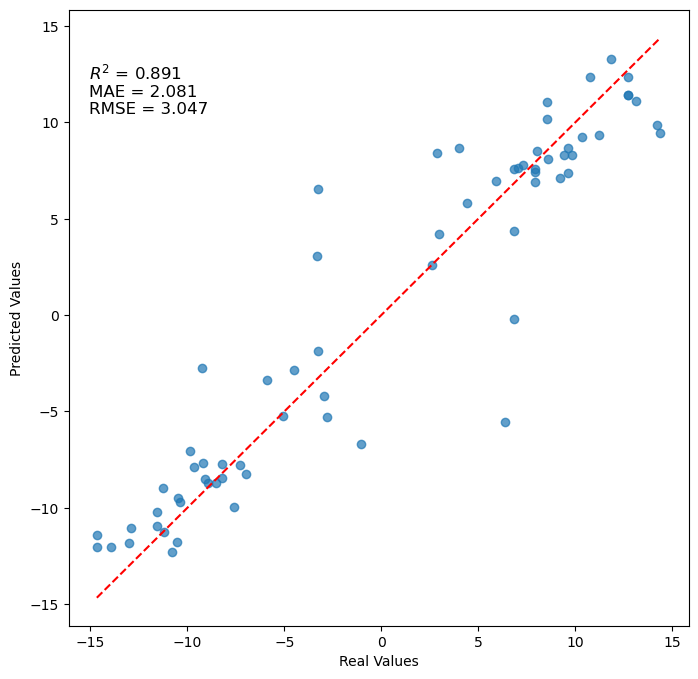 R² = 0.891
MAE = 2.081
RMSE = 3.047
15
10
5
0
−5
−10
−15
Predicted Values
−15 −10 −5 0 5 10 15
Real Values